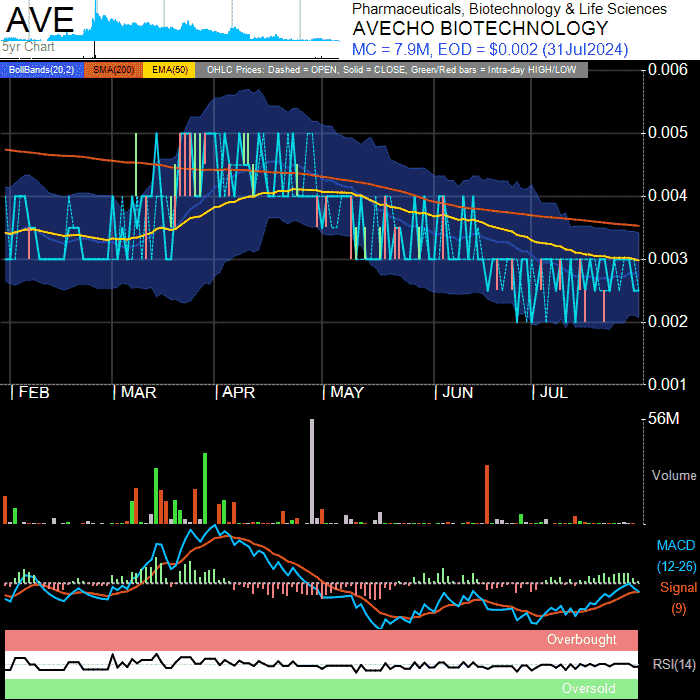 AVE
5yr Chart
Pharmaceuticals, Biotechnology & Life Sciences
AVECHO BIOTECHNOLOGY
MC = 7.9M, EOD = $0.002 (31Jul2024)
BollBands(20,2) SMA(200) EMA(50) OHLC Prices: Dashed = OPEN, Solid = CLOSE, Green/Red bars = Intra-day HIGH/LOW
0.006
0.005
0.004
0.003
0.002
0.001
| FEB | MAR | APR | MAY | JUN | JUL
56M
Volume
MACD
(12-26)
Signal
(9)
Overbought
RSI(14)
Oversold